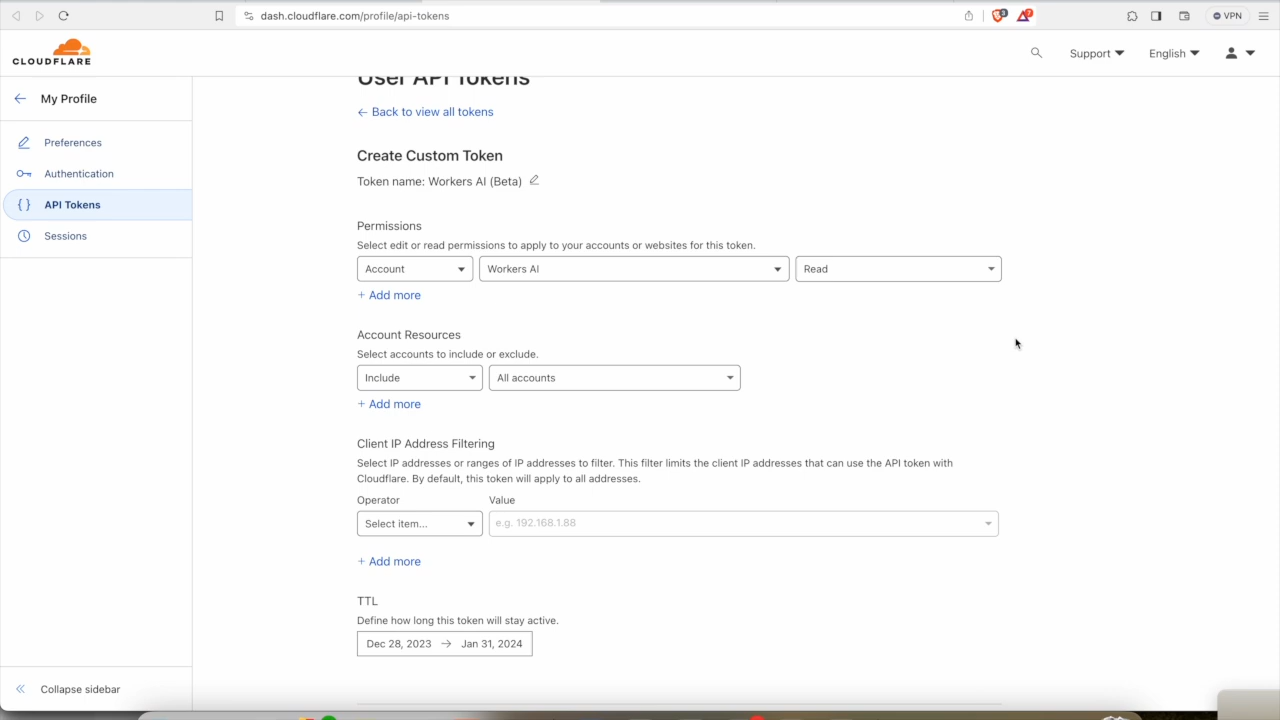 dash.cloudflare.com/profile/api-tokens
VPN
CLOUDFLARE
Support
English
My Profile
Preferences
Authentication
API Tokens
Sessions
Collapse sidebar
User API Tokens
← Back to view all tokens
Create Custom Token
Token name: Workers AI (Beta)
Permissions
Select edit or read permissions to apply to your accounts or websites for this token.
Account Workers AI Read
+ Add more
Account Resources
Select accounts to include or exclude.
Include All accounts
+ Add more
Client IP Address Filtering
Select IP addresses or ranges of IP addresses to filter. This filter limits the client IP addresses that can use the API token with
Cloudflare. By default, this token will apply to all addresses.
Operator Value
Select item... e.g. 192.168.1.88
+ Add more
TTL
Define how long this token will stay active.
Dec 28, 2023 → Jan 31, 2024